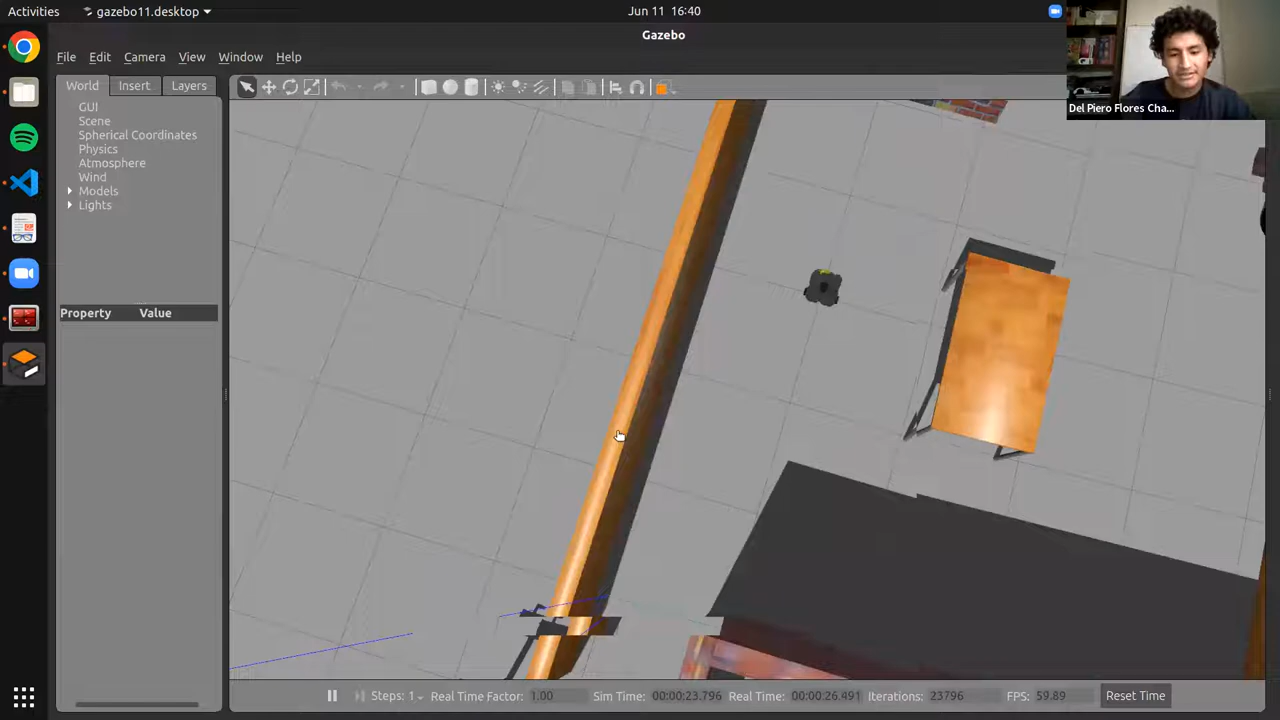 Activities
gazebo11.desktop
Jun 11 16:40
Gazebo
File Edit Camera View Window Help
World Insert Layers
GUI
Scene
Spherical Coordinates
Physics
Atmosphere
Wind
Models
Lights
Property Value
Del Piero Flores Cha...
Steps: 1 Real Time Factor: 1.00 Sim Time: 00:00:23.796 Real Time: 00:00:26.491 Iterations: 23796 FPS: 59.89 Reset Time